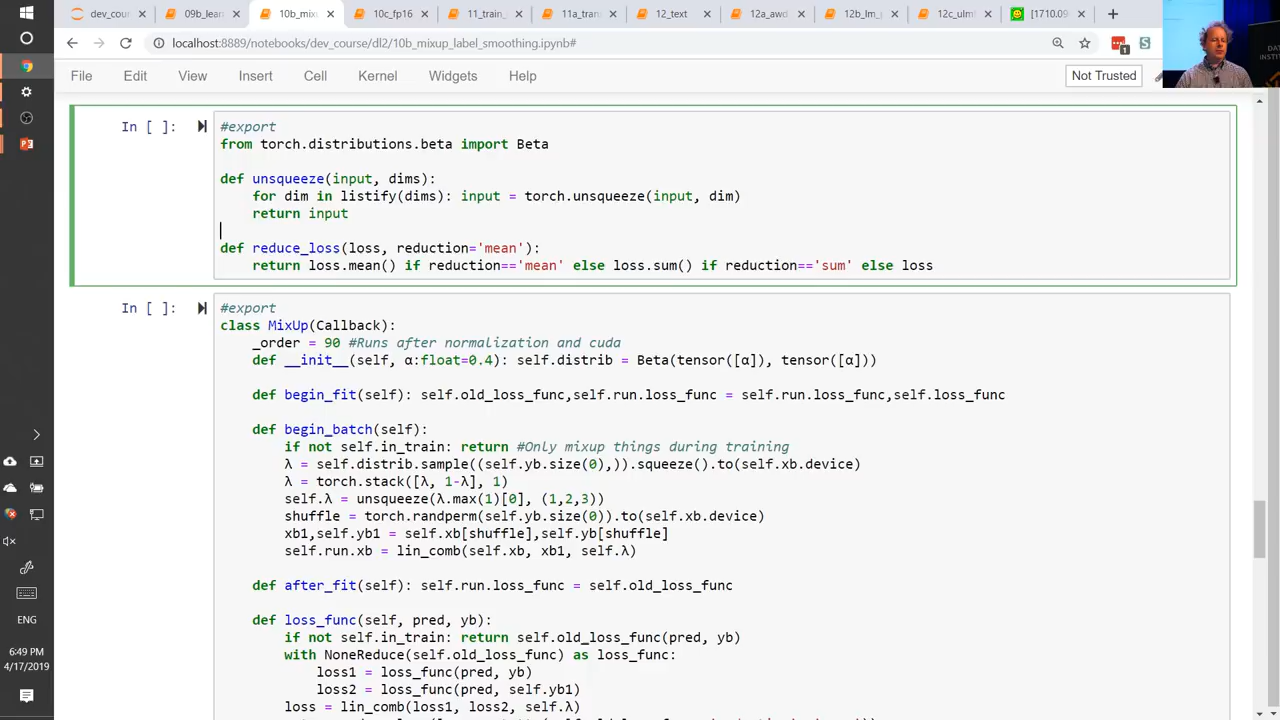 dev_cou
09b_lear
10b_mix
10c_fp16
11_train_
11a_trans
12_text
12a_awd
12b_lm_
12c_ulmf
[1710.09
localhost:8889/notebooks/dev_course/dl2/10b_mixup_label_smoothing.ipynb#
File Edit View Insert Cell Kernel Widgets Help
Not Trusted
In [ ]:
#export
from torch.distributions.beta import Beta
def unsqueeze(input, dims):
for dim in listify(dims): input = torch.unsqueeze(input, dim)
return input
def reduce_loss(loss, reduction='mean'):
return loss.mean() if reduction=='mean' else loss.sum() if reduction=='sum' else loss
In [ ]:
#export
class MixUp(Callback):
_order = 90 #Runs after normalization and cuda
def __init__(self, α:float=0.4): self.distrib = Beta(tensor([α]), tensor([α]))
def begin_fit(self): self.old_loss_func,self.run.loss_func = self.run.loss_func,self.loss_func
def begin_batch(self):
if not self.in_train: return #Only mixup things during training
λ = self.distrib.sample((self.yb.size(0),)).squeeze().to(self.xb.device)
λ = torch.stack([λ, 1-λ], 1)
self.λ = unsqueeze(λ.max(1)[0], (1,2,3))
shuffle = torch.randperm(self.yb.size(0)).to(self.xb.device)
xb1,self.yb1 = self.xb[shuffle],self.yb[shuffle]
self.run.xb = lin_comb(self.xb, xb1, self.λ)
def after_fit(self): self.run.loss_func = self.old_loss_func
def loss_func(self, pred, yb):
if not self.in_train: return self.old_loss_func(pred, yb)
with NoneReduce(self.old_loss_func) as loss_func:
loss1 = loss_func(pred, yb)
loss2 = loss_func(pred, self.yb1)
loss = lin_comb(loss1, loss2, self.λ)
ENG
6:49 PM
4/17/2019